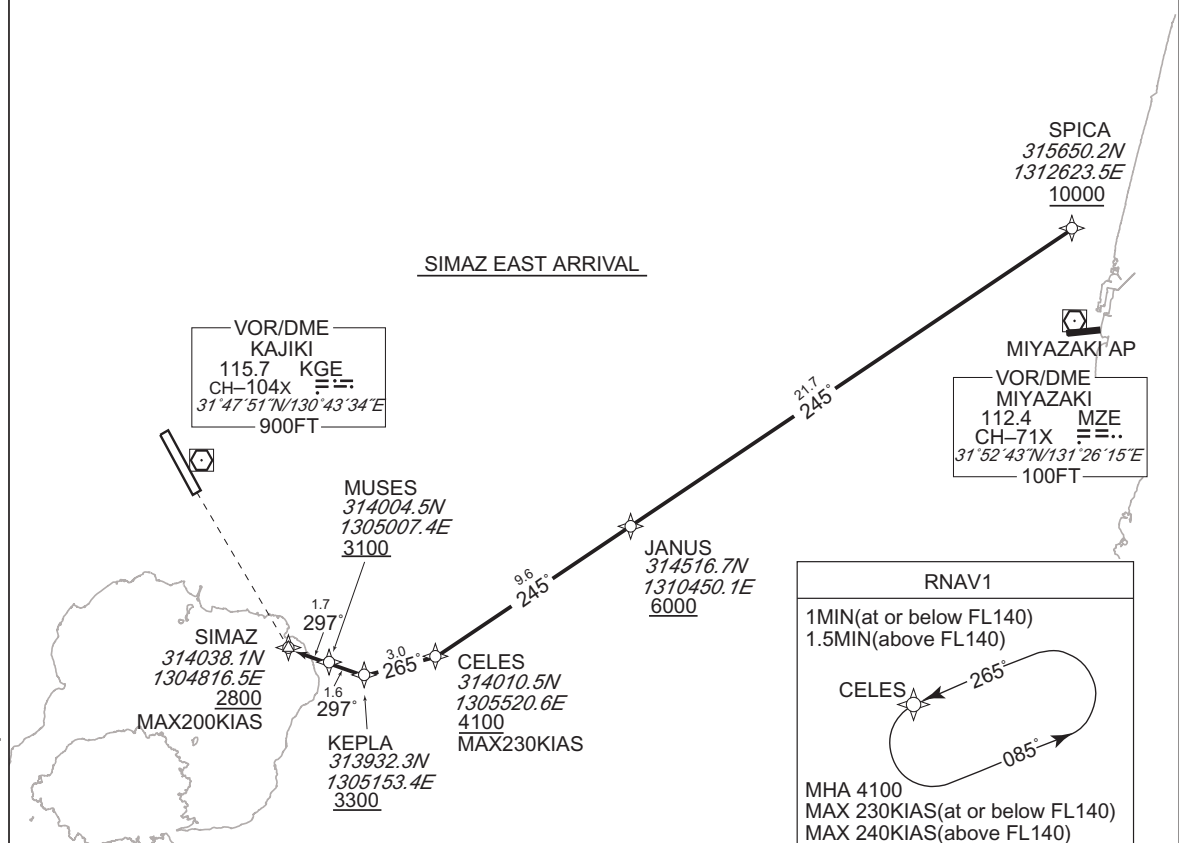 SPICA
315650.2N
1312623.5E
10000
SIMAZ EAST ARRIVAL
VOR/DME
KAJIKI
115.7 KGE
CH–104X
31°47´51˝N/130°43´34˝E
900FT
MIYAZAKI AP
VOR/DME
MIYAZAKI
112.4 MZE
CH–71X
31°52´43˝N/131°26´15˝E
100FT
21.7
245°
MUSES
314004.5N
1305007.4E
3100
JANUS
314516.7N
1310450.1E
6000
9.6
245°
1.7
297°
SIMAZ
314038.1N
1304816.5E
2800
MAX200KIAS
3.0
265°
CELES
314010.5N
1305520.6E
4100
MAX230KIAS
1.6
297°
KEPLA
313932.3N
1305153.4E
3300
RNAV1
1MIN(at or below FL140)
1.5MIN(above FL140)
CELES
265°
085°
MHA 4100
MAX 230KIAS(at or below FL140)
MAX 240KIAS(above FL140)